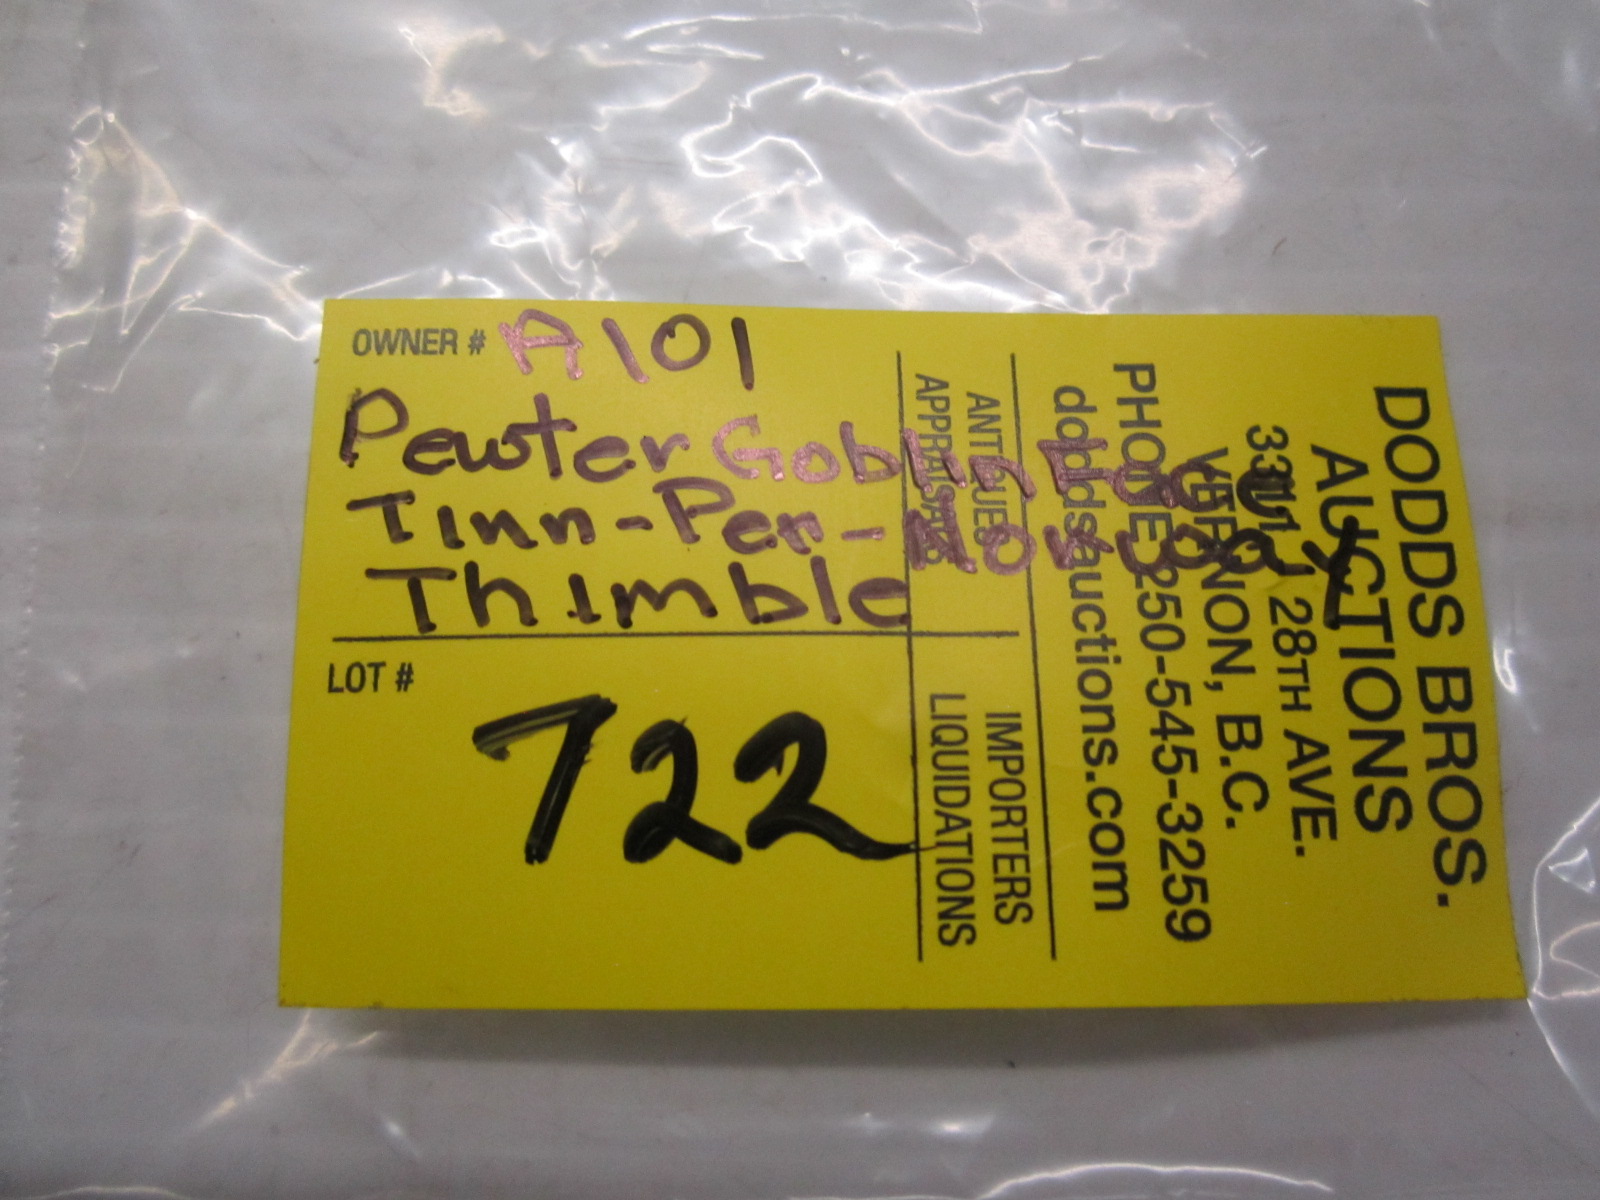 OWNER # A101
Pewter Goblin
Tinn-Per-Norway
Thimble
LOT #
722
DODDS BROS.
AUCTIONS
3311 28TH AVE.
VERNON, B.C.
PHONE 250-545-3259
doddsauctions.com
ANTIQUES IMPORTERS
APPRAISALS LIQUIDATIONS